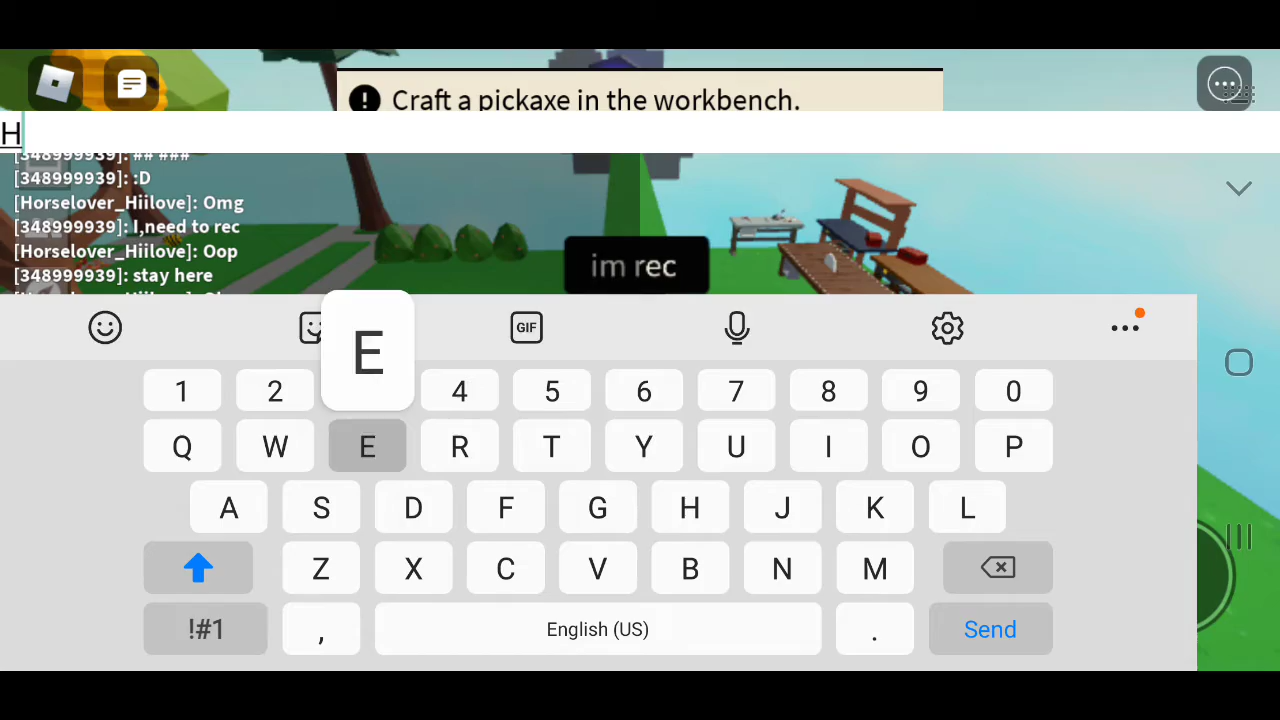 Craft a pickaxe in the workbench.
H
[348999939]: ## ###
[348999939]: :D
[Horselover_Hiilove]: Omg
[348999939]: I,need to rec
[Horselover_Hiilove]: Oop
[348999939]: stay here
im rec
GIF
E
1 2 4 5 6 7 8 9 0
Q W E R T Y U I O P
A S D F G H J K L
Z X C V B N M
!#1 , English (US) . Send